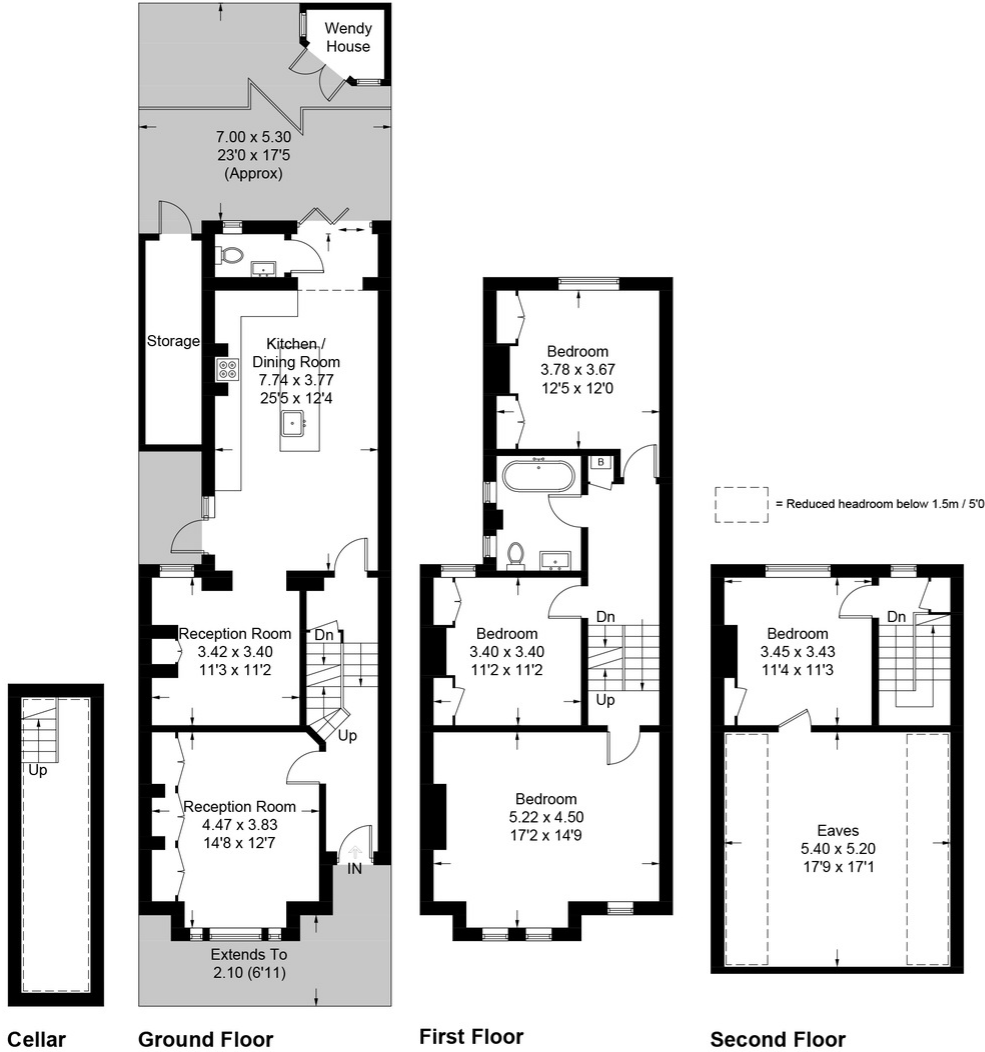 Wendy
House
7.00 x 5.30
23'0 x 17'5
(Approx)
Storage
Kitchen /
Dining Room
7.74 x 3.77
25'5 x 12'4
Reception Room
3.42 x 3.40
11'3 x 11'2
Dn
Up
Reception Room
4.47 x 3.83
14'8 x 12'7
IN
Extends To
2.10 (6'11)
Up
Bedroom
3.78 x 3.67
12'5 x 12'0
B
Bedroom
3.40 x 3.40
11'2 x 11'2
Dn
Up
Bedroom
5.22 x 4.50
17'2 x 14'9
= Reduced headroom below 1.5m / 5'0
Bedroom
3.45 x 3.43
11'4 x 11'3
Dn
Eaves
5.40 x 5.20
17'9 x 17'1
Cellar
Ground Floor
First Floor
Second Floor